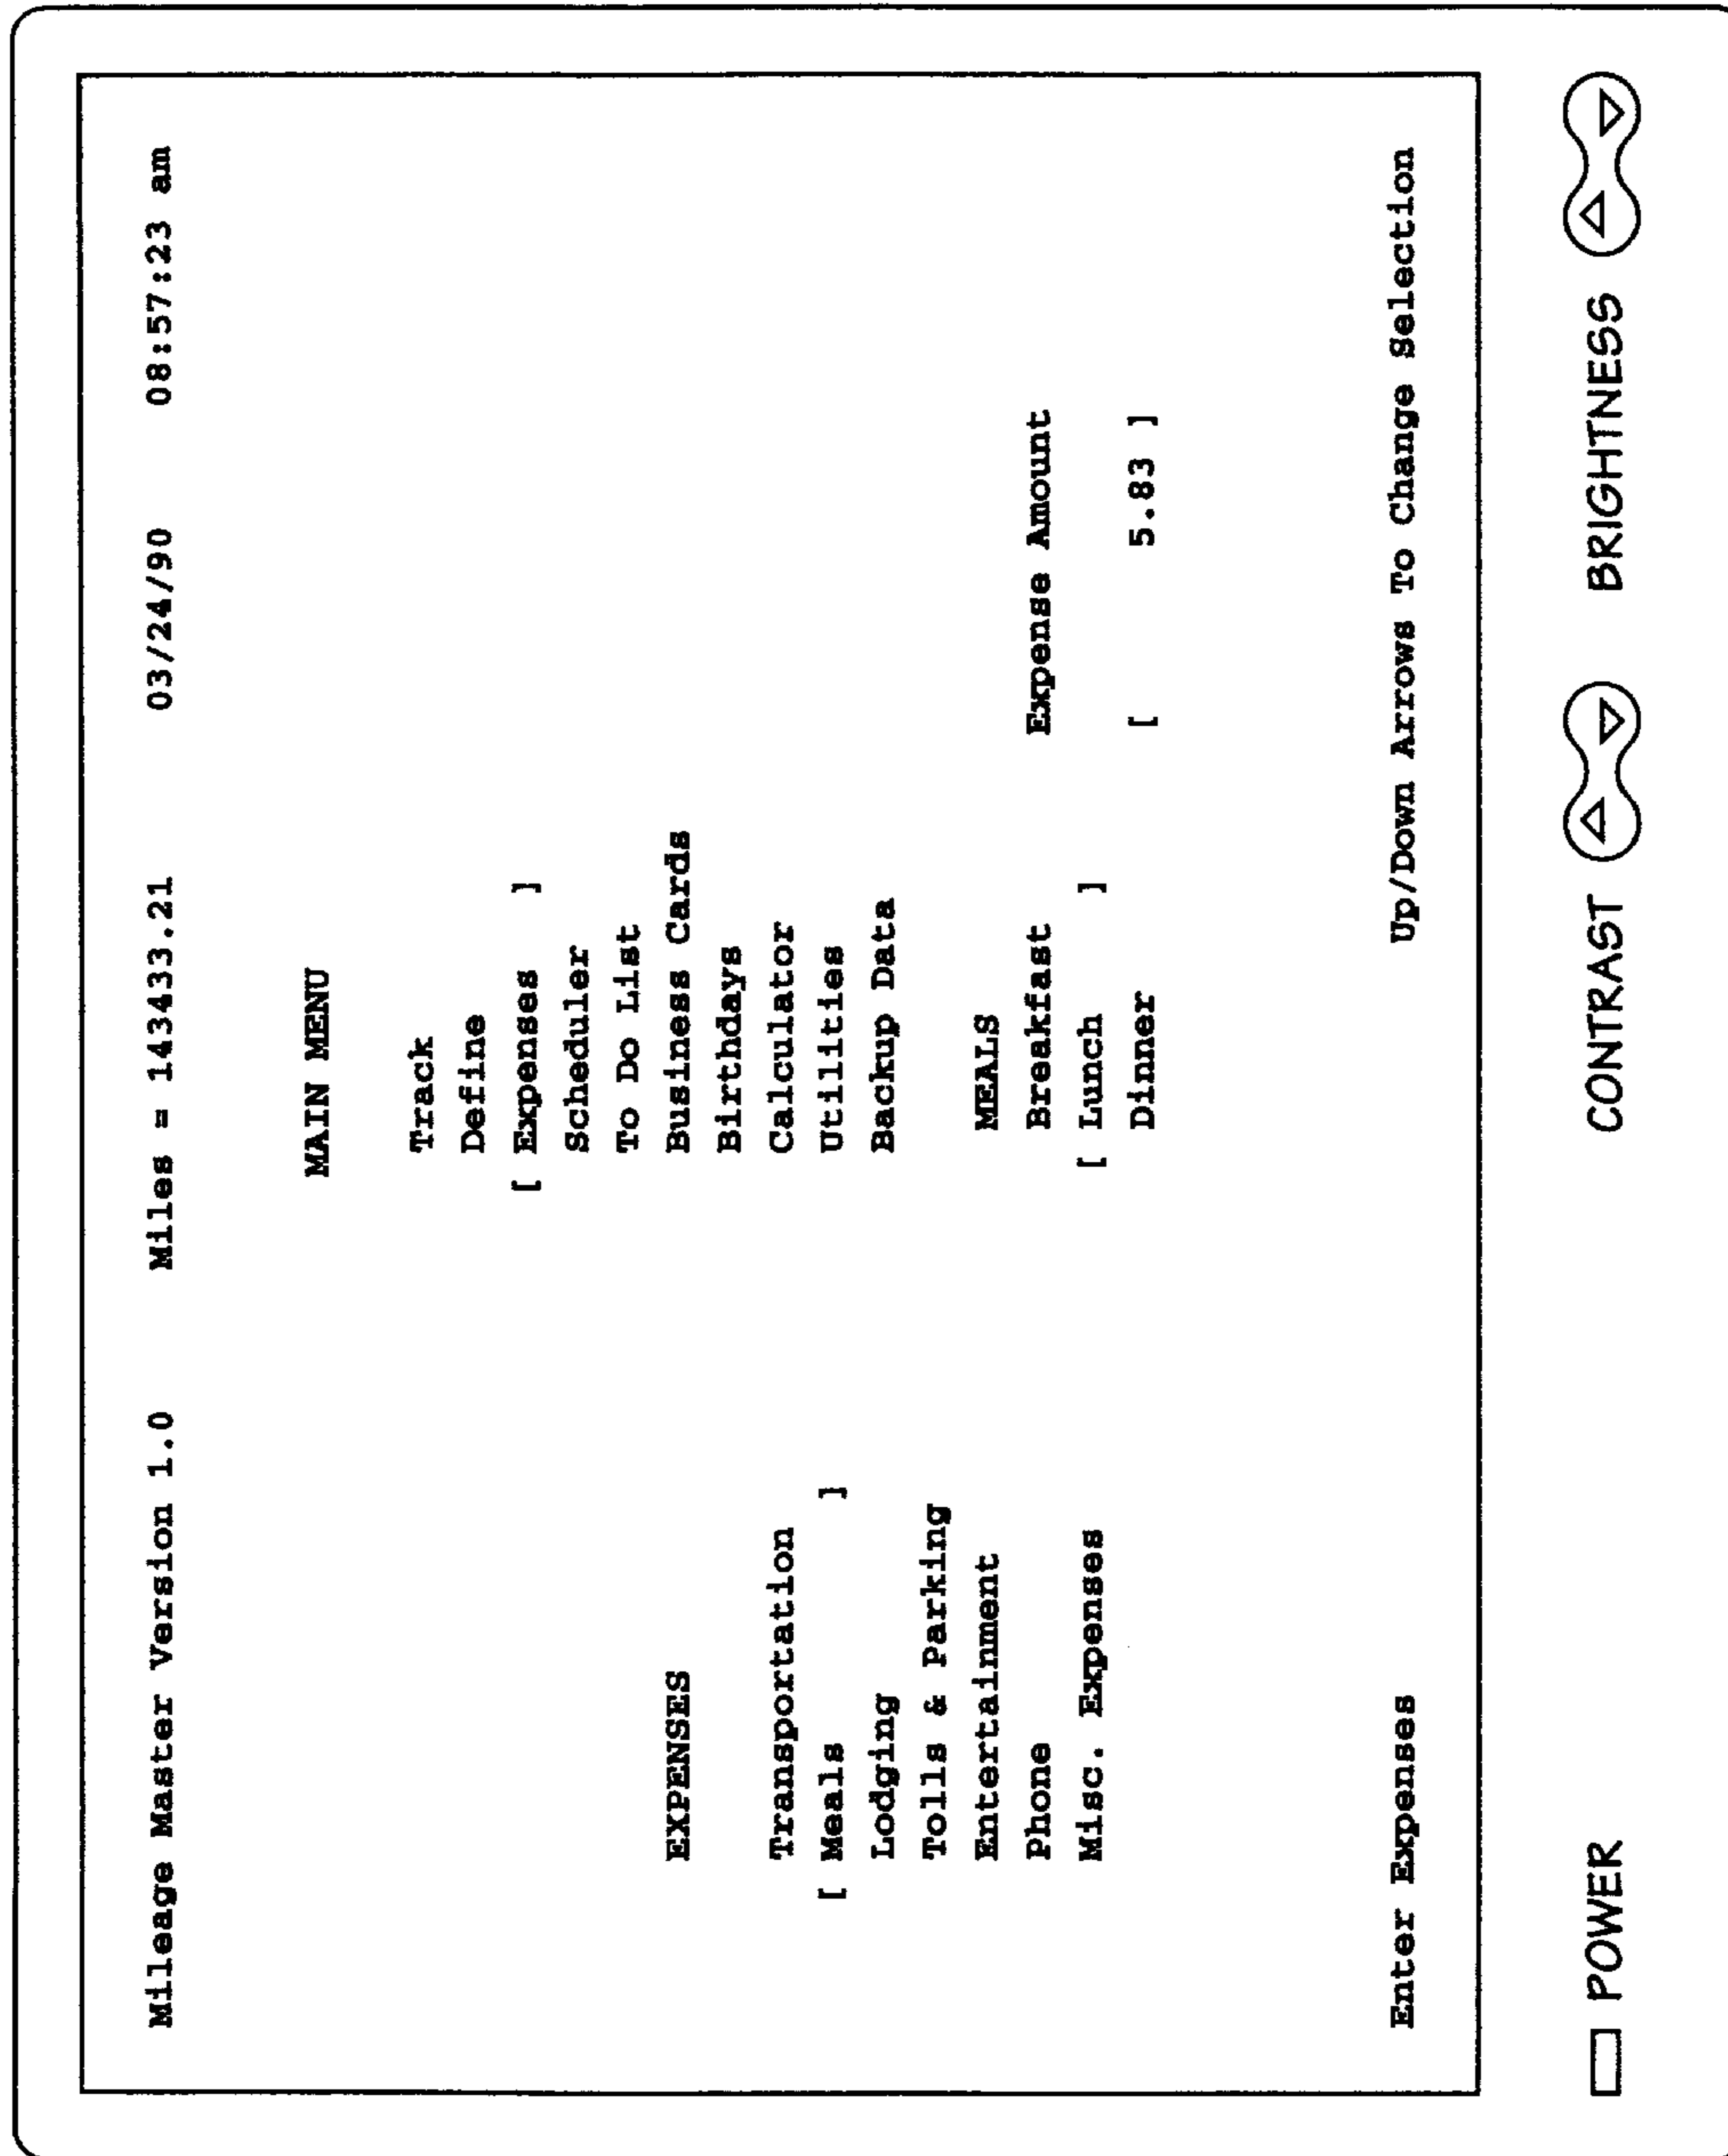 Mileage Master Version 1.0 Miles = 143433.21 03/24/90 08:57:23 am
MAIN MENU
Track
Define
[ Expenses ]
Scheduler
To Do List
EXPENSES Business Cards
Birthdays
Transportation Calculator
[ Meals ] Utilities
Lodging Backup Data
Tolls & Parking
Entertainment MEALS
Phone Breakfast Expense Amount
Misc. Expenses [ Lunch ]
Dinner [ 5.83 ]
Enter Expenses Up/Down Arrows To Change Selection
POWER CONTRAST BRIGHTNESS